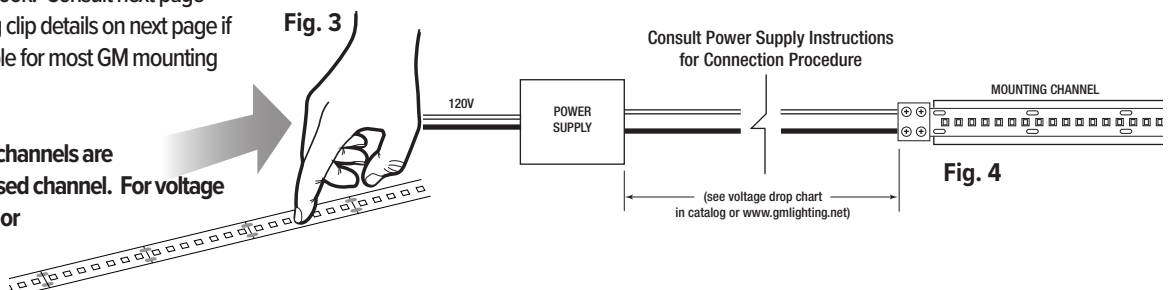 Consult next page
clip details on next page if
le for most GM mounting
channels are
sed channel. For voltage
or
Fig. 3
120V
POWER
SUPPLY
Consult Power Supply Instructions
for Connection Procedure
(see voltage drop chart
in catalog or www.gmlighting.net)
MOUNTING CHANNEL
Fig. 4